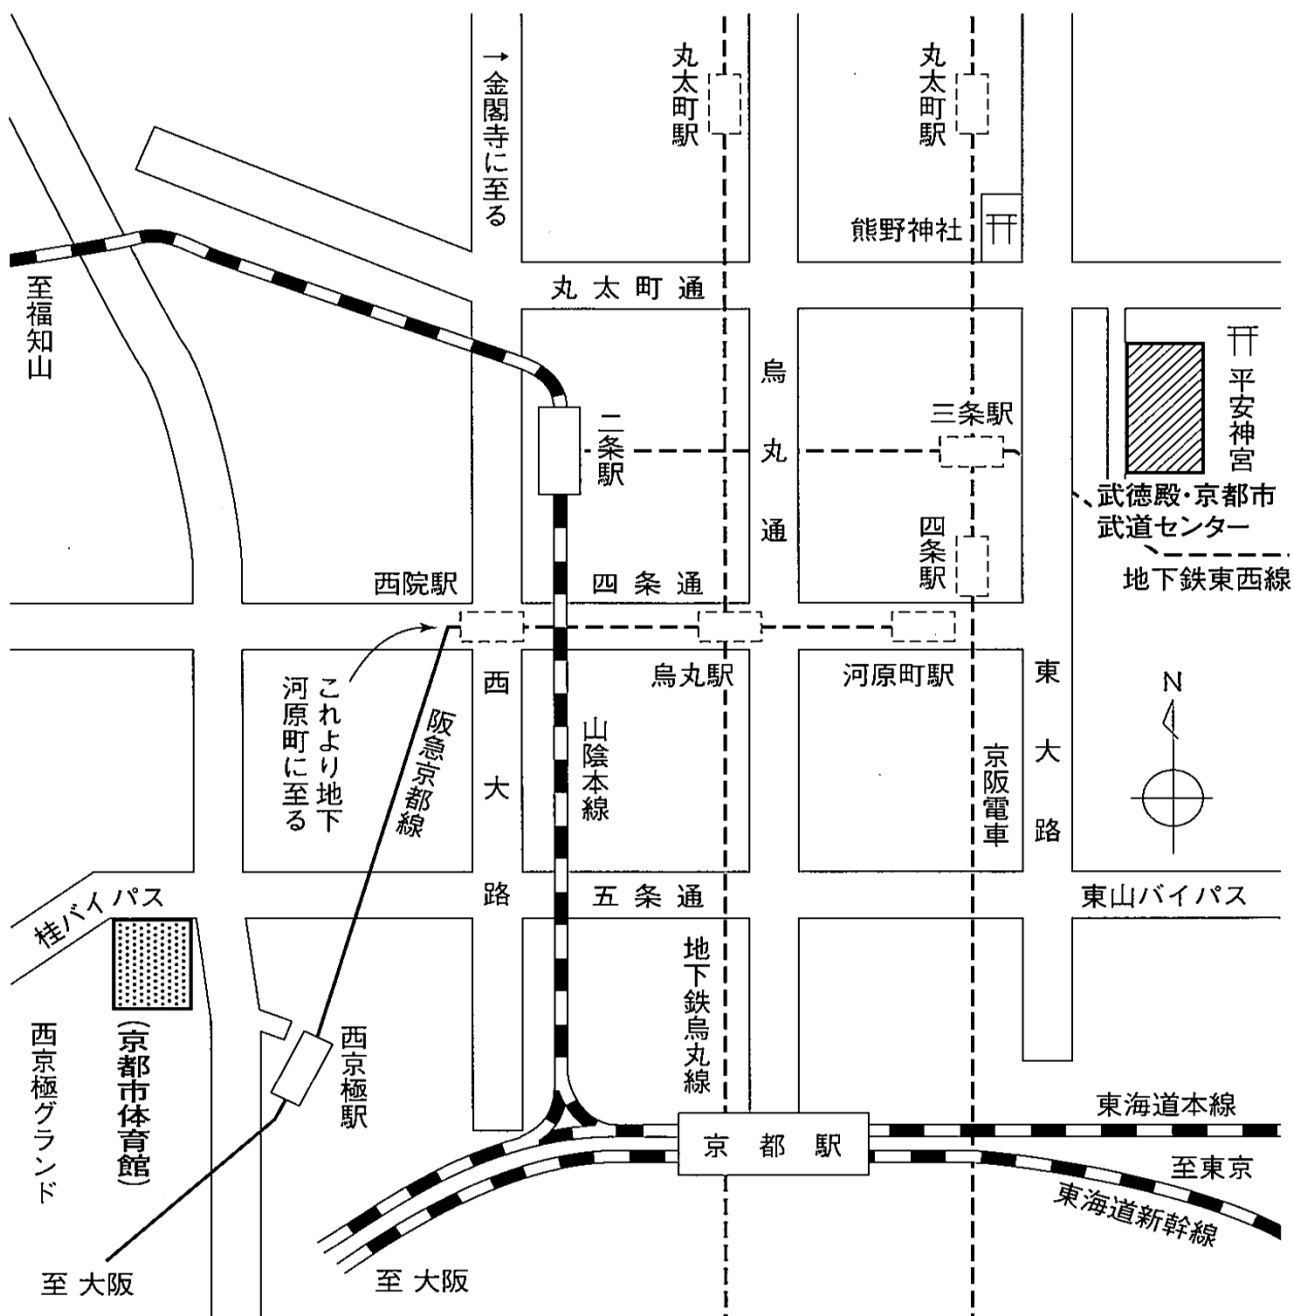 →金閣寺に至る
丸太町駅
丸太町駅
熊野神社
至福知山
丸太町通
烏丸通
二条駅
三条駅
平安神宮
武徳殿・京都市
武道センター
四条駅
地下鉄東西線
西院駅
四条通
烏丸駅
河原町駅
これより地下
河原町に至る
阪急京都線
西大路
山陰本線
京阪電車
東大路
N
桂バイパス
五条通
東山バイパス
西京極グランド
(京都市体育館)
西京極駅
地下鉄烏丸線
京都駅
東海道本線
至東京
東海道新幹線
至 大阪
至 大阪